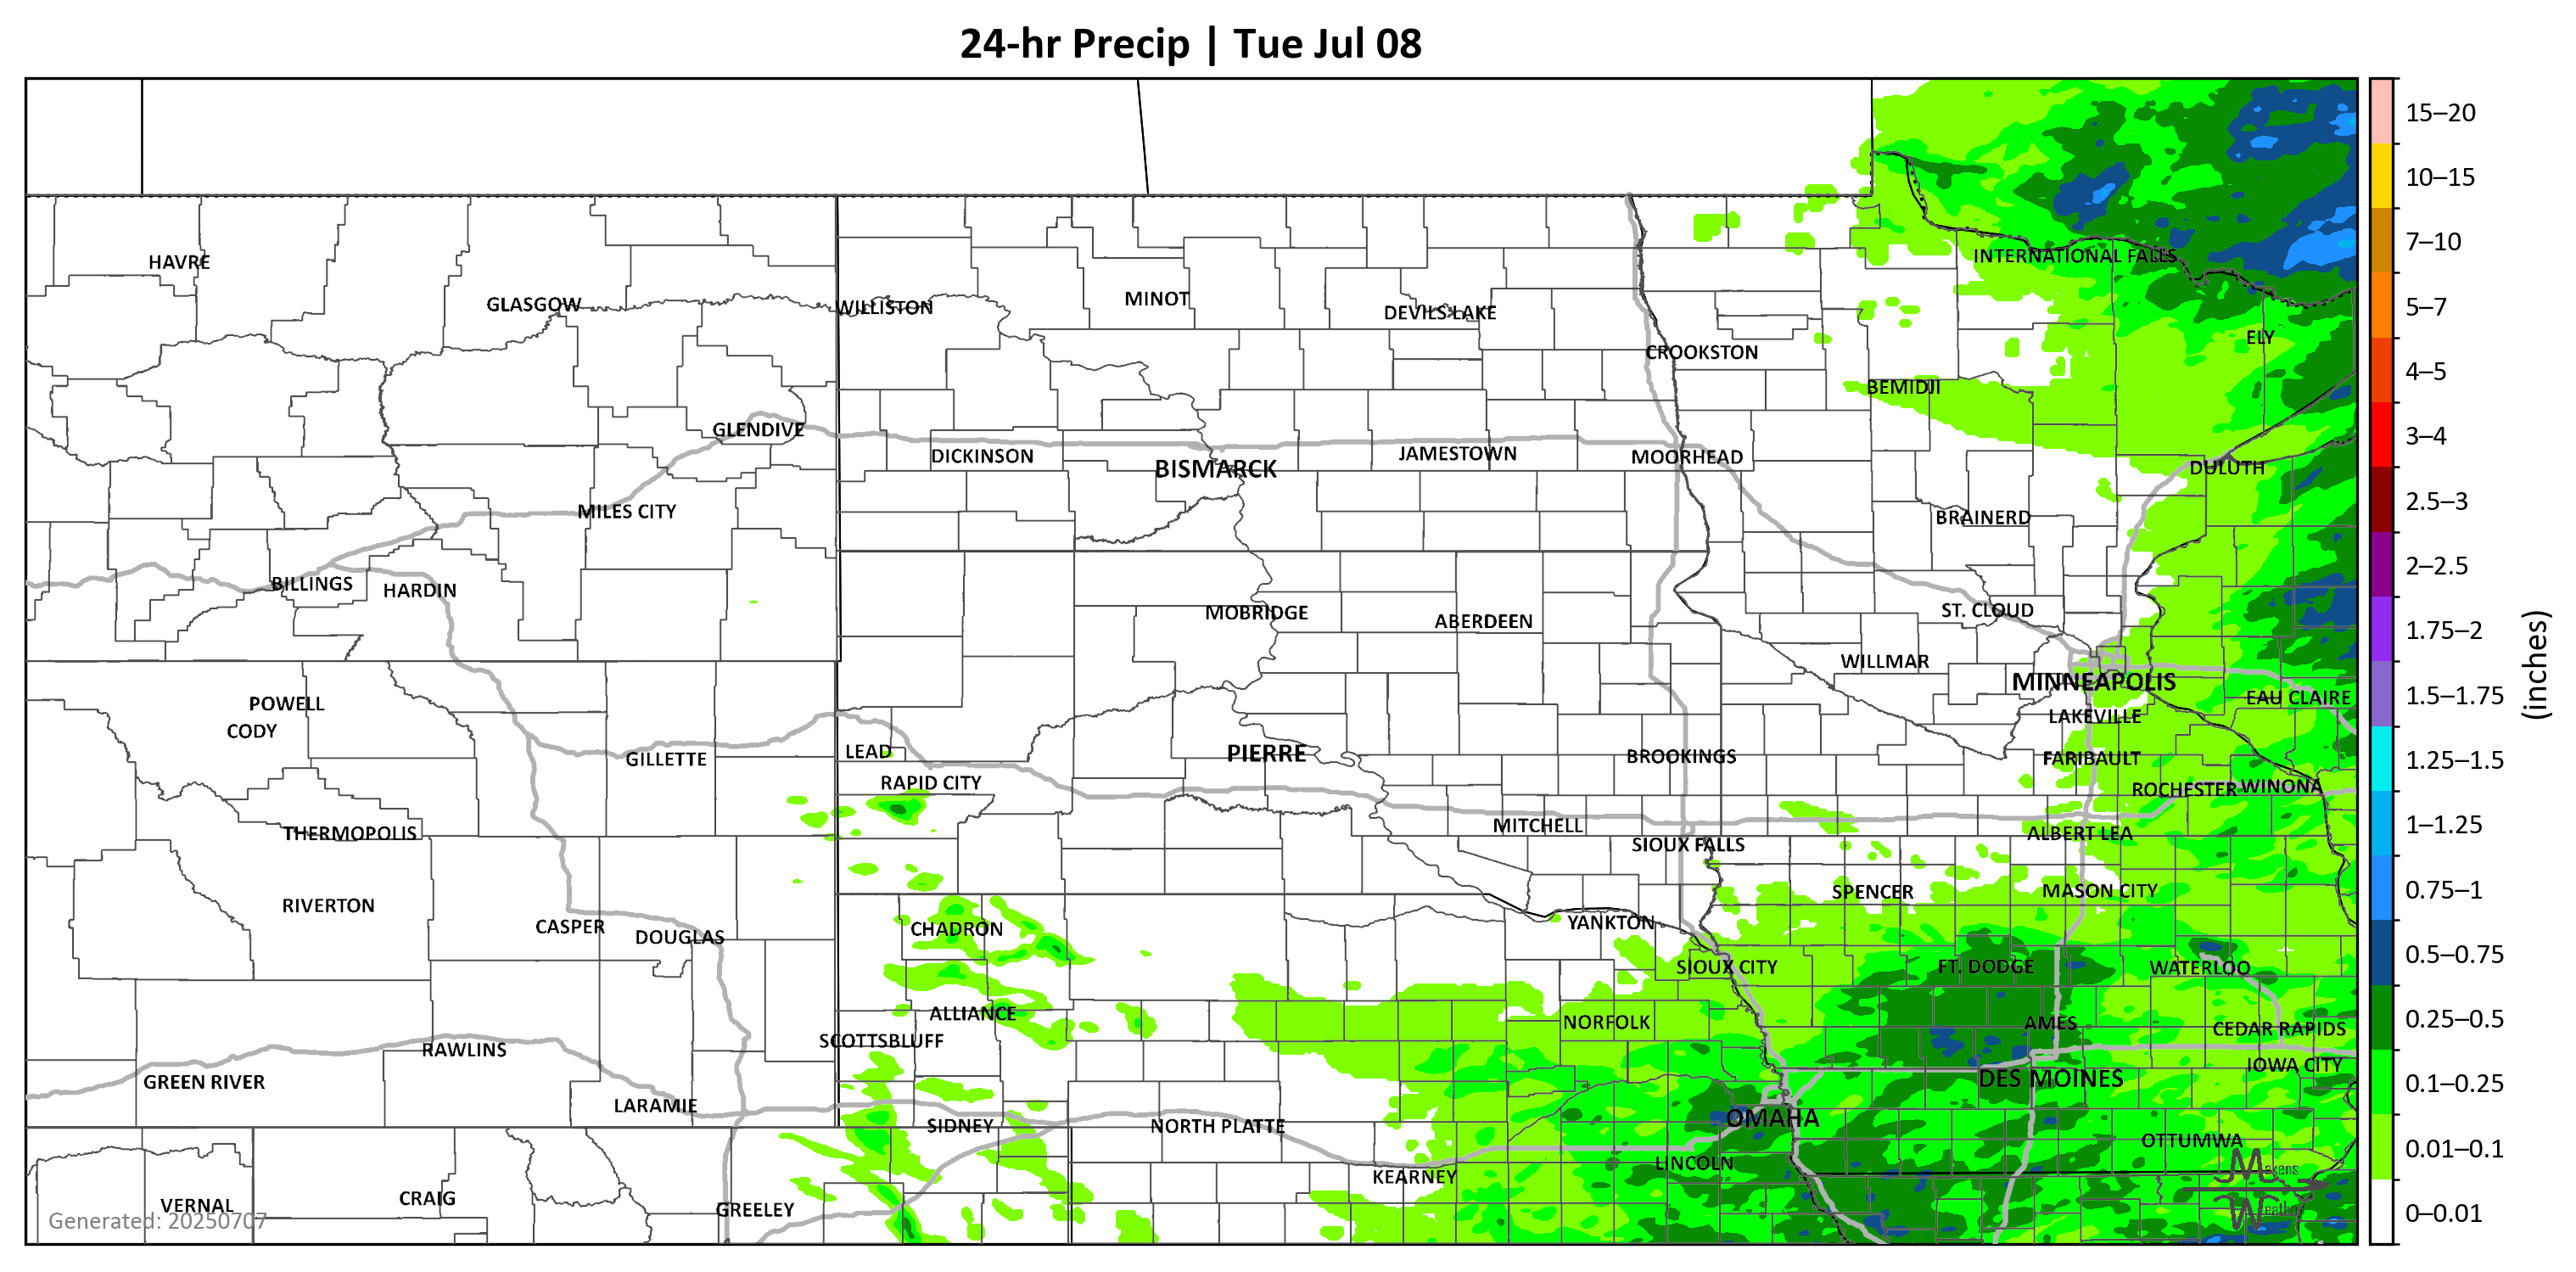 24-hr Precip | Tue Jul 08
15–20
10–15
INTERNATIONAL FALLS
7–10
HAVRE
MINOT
GLASGOW
WILLISTON
DEVILS LAKE
5–7
ELY
CROOKSTON
4–5
BEMIDJI
GLENDIVE
3–4
DICKINSON
JAMESTOWN
MOORHEAD
BISMARCK
DULUTH
2.5–3
MILES CITY
BRAINERD
2–2.5
BILLINGS
HARDIN
MOBRIDGE
ABERDEEN
ST. CLOUD
1.75–2
(inches)
WILLMAR
MINNEAPOLIS
1.5–1.75
POWELL
EAU CLAIRE
LAKEVILLE
CODY
GILLETTE
LEAD
PIERRE
BROOKINGS
FARIBAULT
1.25–1.5
RAPID CITY
ROCHESTER
WINONA
THERMOPOLIS
MITCHELL
ALBERT LEA
1–1.25
SIOUX FALLS
RIVERTON
SPENCER
MASON CITY
0.75–1
CASPER
DOUGLAS
CHADRON
YANKTON
SIOUX CITY
FT. DODGE
WATERLOO
0.5–0.75
ALLIANCE
NORFOLK
AMES
CEDAR RAPIDS
0.25–0.5
SCOTTSBLUFF
RAWLINS
IOWA CITY
GREEN RIVER
DES MOINES
0.1–0.25
LARAMIE
SIDNEY
NORTH PLATTE
OMAHA
OTTUMWA
0.01–0.1
LINCOLN
KEARNEY
Makens
VERNAL
CRAIG
GREELEY
Weather
Generated: 20250707
0–0.01